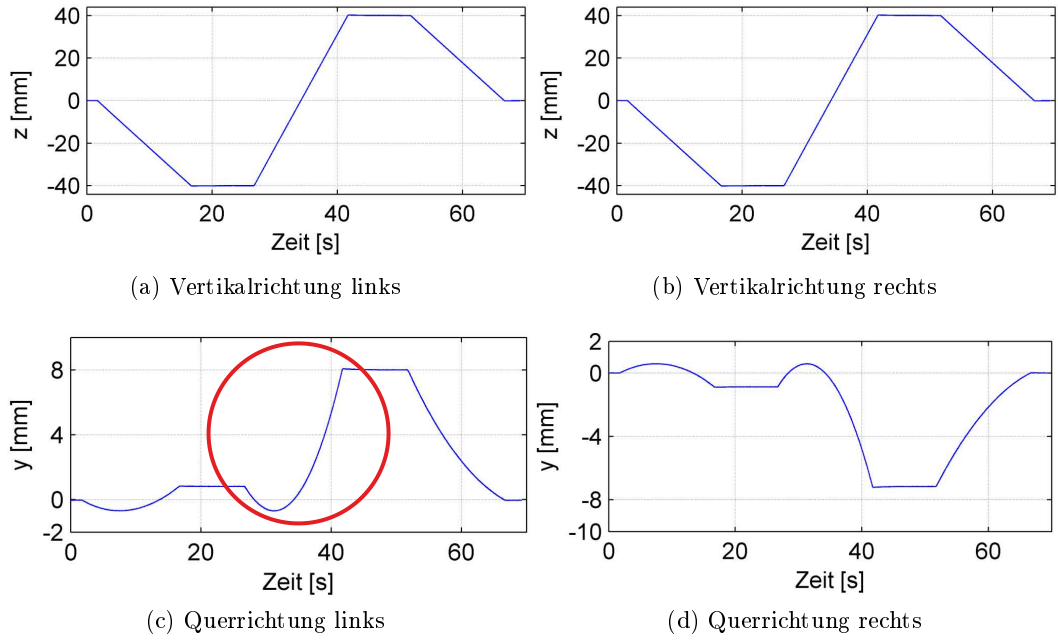 40
20
0
-20
-40
z [mm]
0 20 40 60
Zeit [s]
(a) Vertikalrichtung links
40
20
0
-20
-40
z [mm]
0 20 40 60
Zeit [s]
(b) Vertikalrichtung rechts
8
4
0
-2
y [mm]
0 20 40 60
Zeit [s]
(c) Querrichtung links
2
0
-4
-8
-10
y [mm]
0 20 40 60
Zeit [s]
(d) Querrichtung rechts